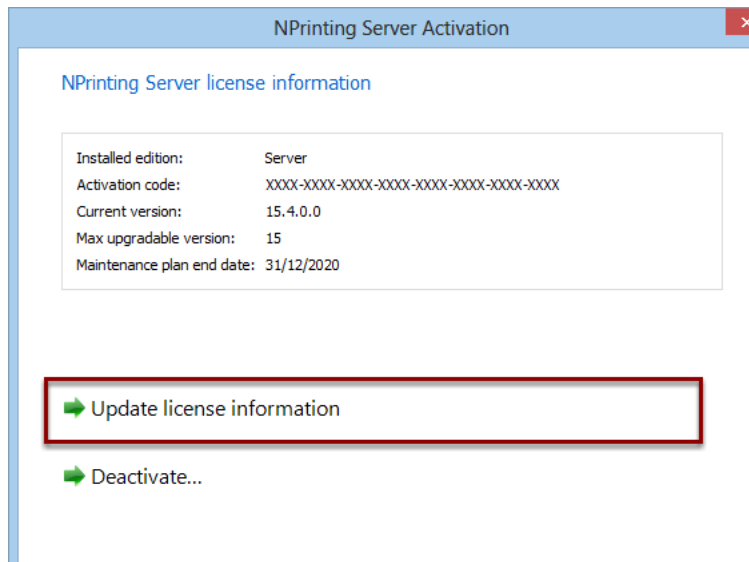 NPrinting Server Activation
NPrinting Server license information
Installed edition: Server
Activation code: XXXX-XXXX-XXXX-XXXX-XXXX-XXXX-XXXX-XXXX
Current version: 15.4.0.0
Max upgradable version: 15
Maintenance plan end date: 31/12/2020
Update license information
Deactivate...